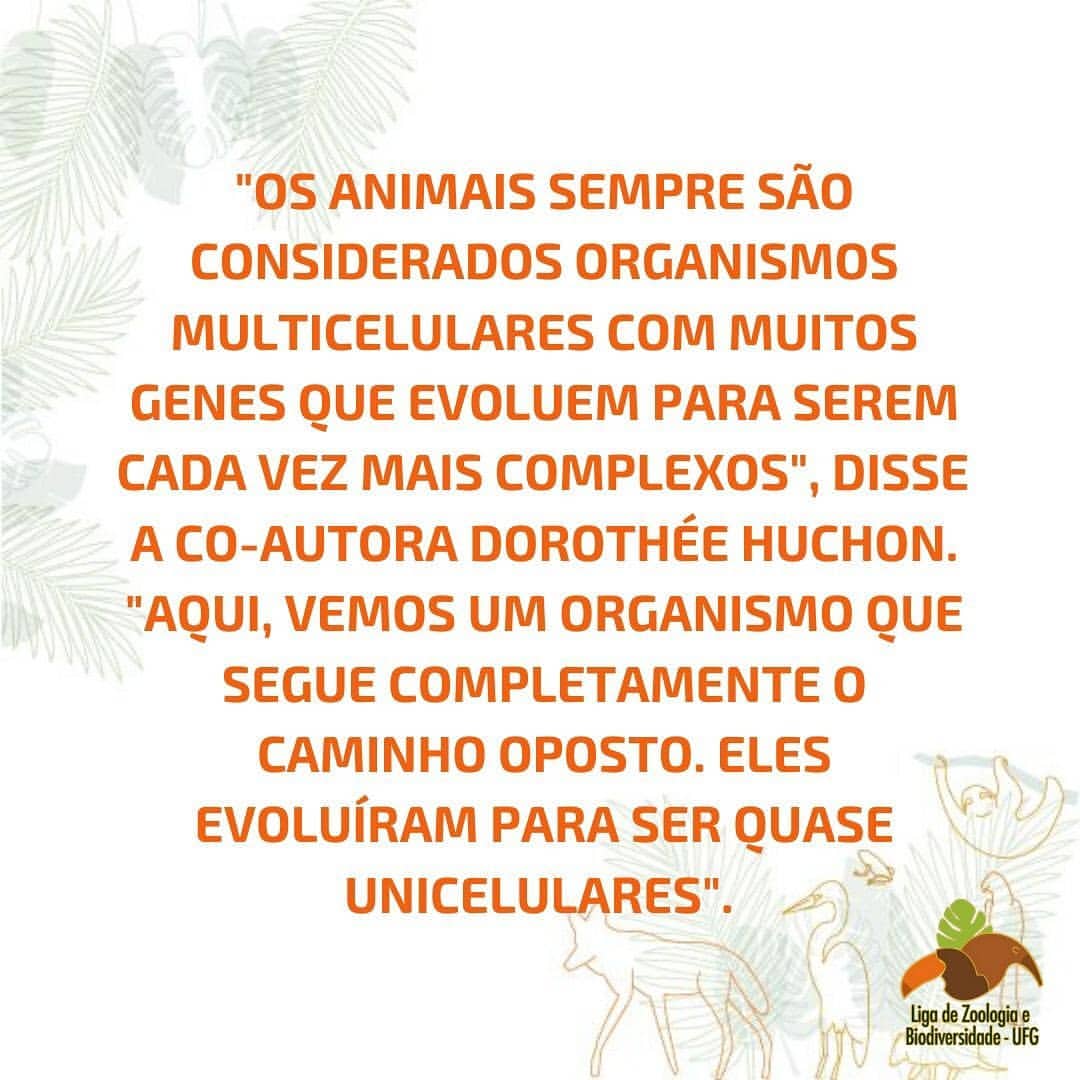 "OS ANIMAIS SEMPRE SÃO
CONSIDERADOS ORGANISMOS
MULTICELULARES COM MUITOS
GENES QUE EVOLUEM PARA SEREM
CADA VEZ MAIS COMPLEXOS", DISSE
A CO-AUTORA DOROTHÉE HUCHON.
"AQUI, VEMOS UM ORGANISMO QUE
SEGUE COMPLETAMENTE O
CAMINHO OPOSTO. ELES
EVOLUÍRAM PARA SER QUASE
UNICELULARES".
Liga de Zoologia e
Biodiversidade - UFG